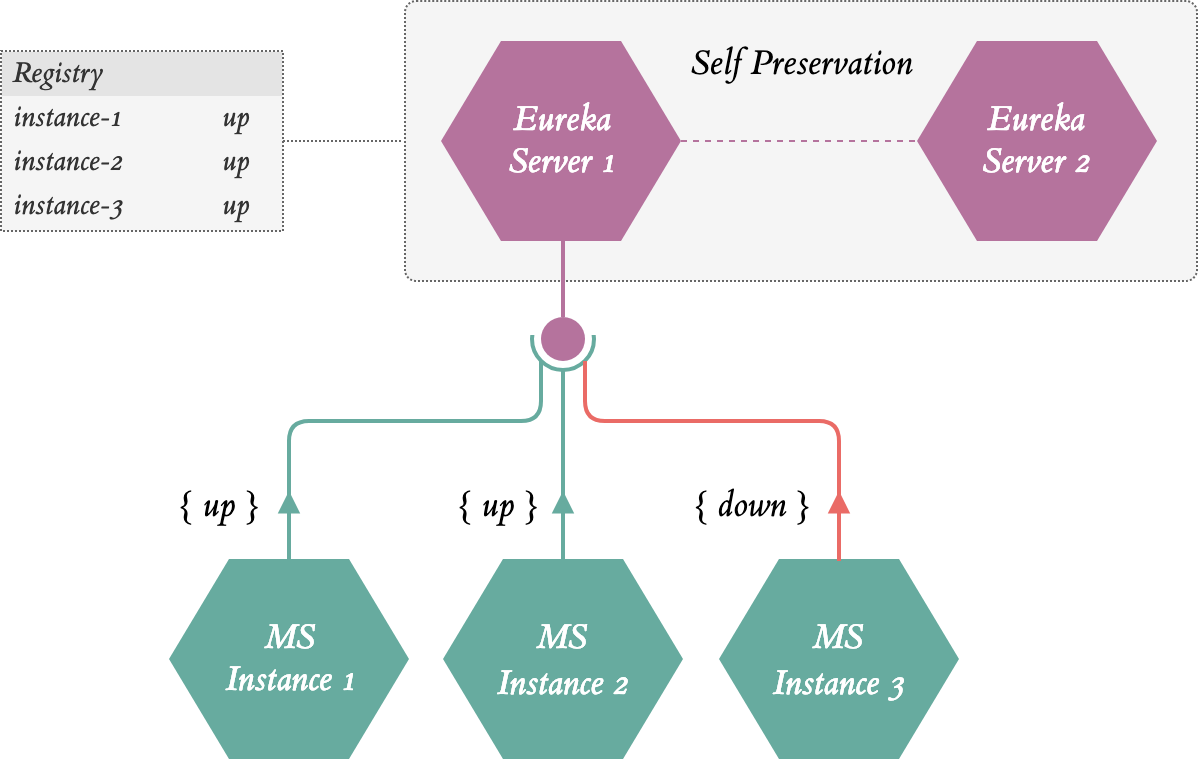 Self Preservation
Registry
instance-1 up
instance-2 up
instance-3 up
Eureka
Server 1
Eureka
Server 2
{ up }
{ up }
{ down }
MS
Instance 1
MS
Instance 2
MS
Instance 3